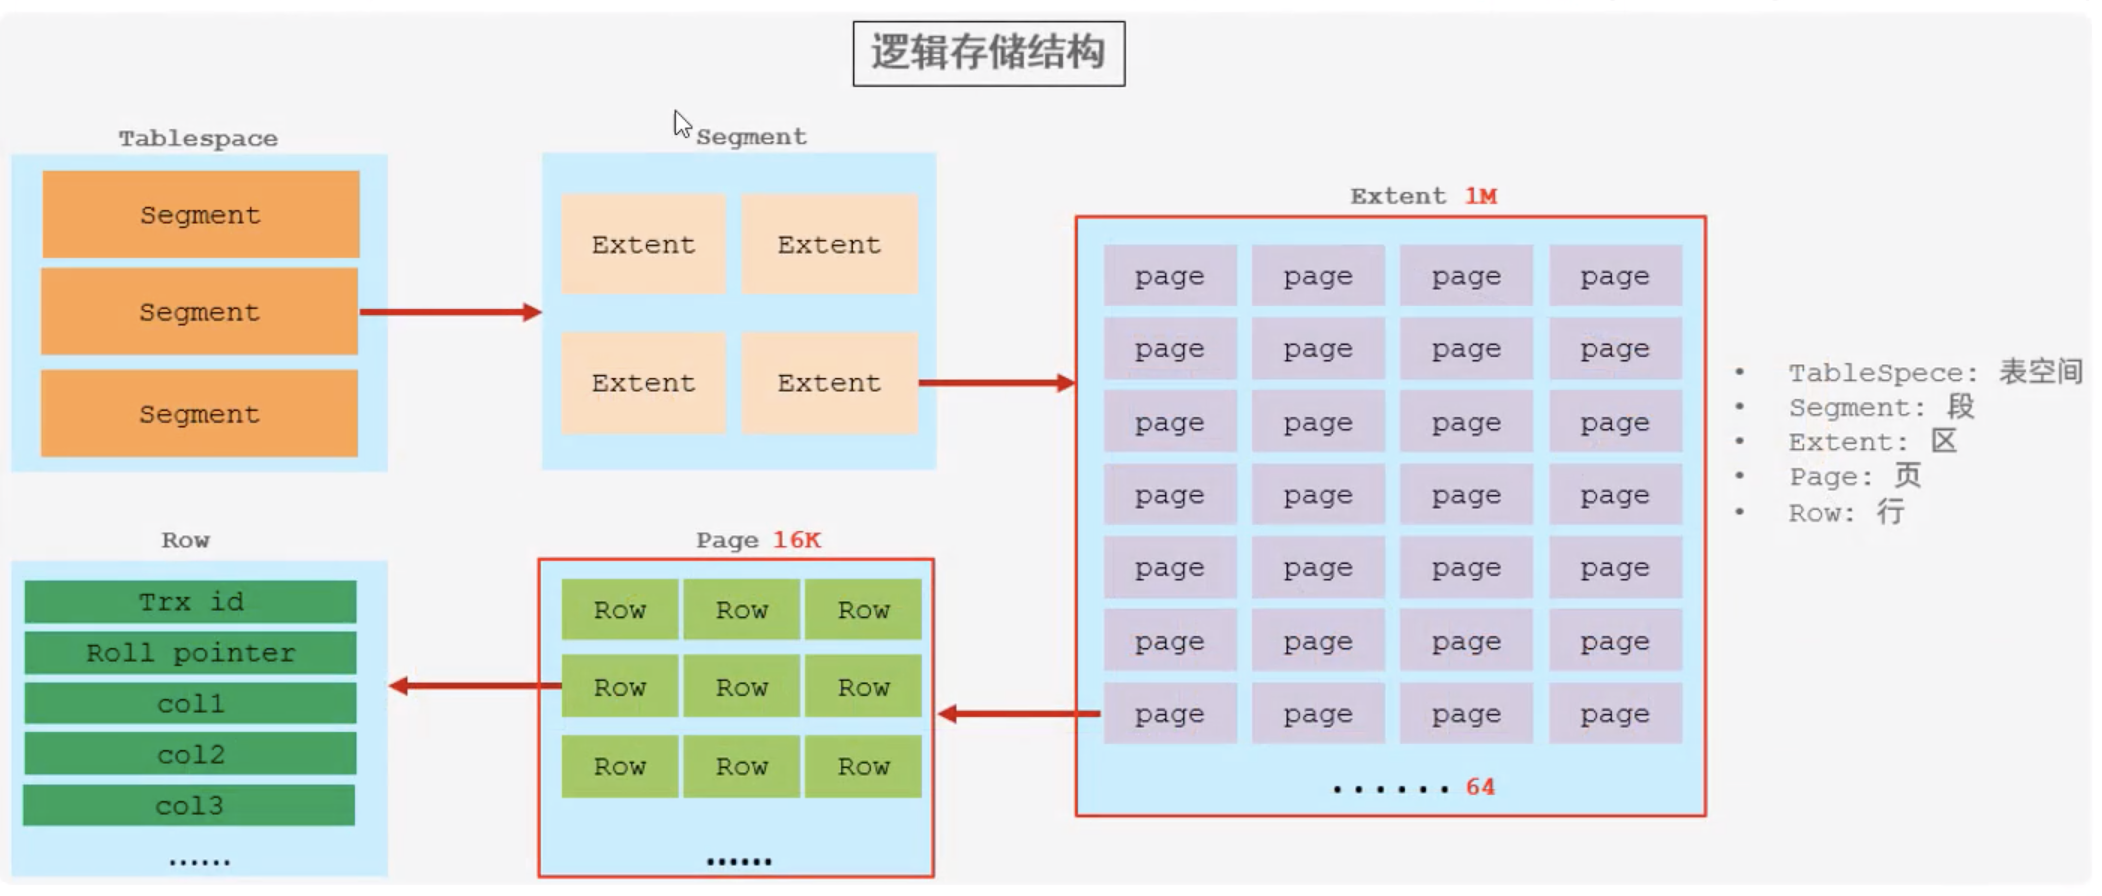 逻辑存储结构
Tablespace
Segment
Segment
Segment
Segment
Extent Extent
Extent Extent
Extent 1M
page page page page
page page page page
page page page page
page page page page
page page page page
page page page page
page page page page
...... 64
Page 16K
Row Row Row
Row Row Row
Row Row Row
......
Row
Trx id
Roll pointer
col1
col2
col3
......
• TableSpece: 表空间
• Segment: 段
• Extent: 区
• Page: 页
• Row: 行